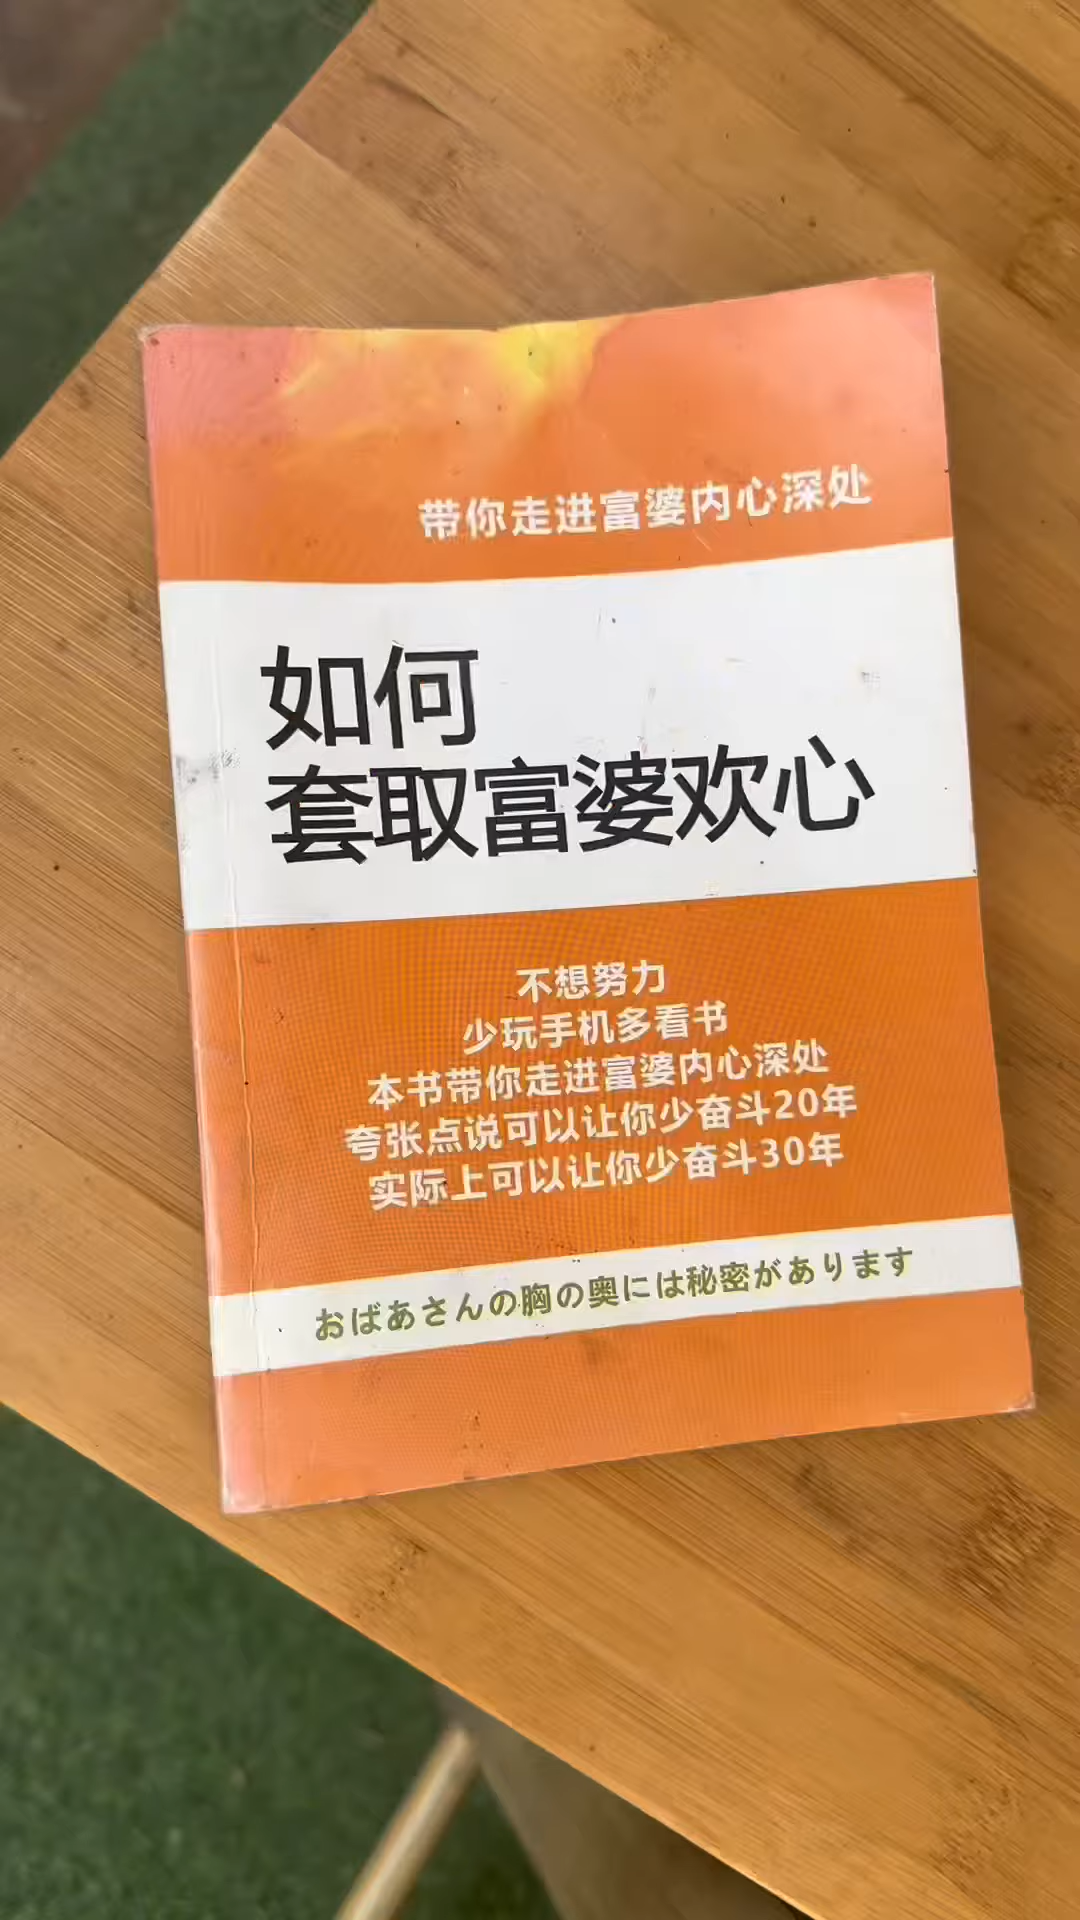 带你走进富婆内心深处
如何
套取富婆欢心
不想努力
少玩手机多看书
本书带你走进富婆内心深处
夸张点说可以让你少奋斗20年
实际上可以让你少奋斗30年
おばあさんの胸の奥には秘密があります